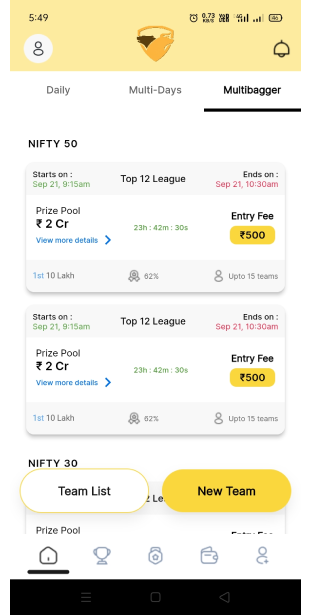 5:49
0.73 KB/S
46
Daily Multi-Days Multibagger
NIFTY 50
Starts on : Top 12 League Ends on :
Sep 21, 9:15am Sep 21, 10:30am
Prize Pool Entry Fee
₹ 2 Cr 23h : 42m : 30s ₹500
View more details
1st 10 Lakh 62% Upto 15 teams
Starts on : Top 12 League Ends on :
Sep 21, 9:15am Sep 21, 10:30am
Prize Pool Entry Fee
₹ 2 Cr 23h : 42m : 30s ₹500
View more details
1st 10 Lakh 62% Upto 15 teams
NIFTY 30
Team List New Team
Prize Pool